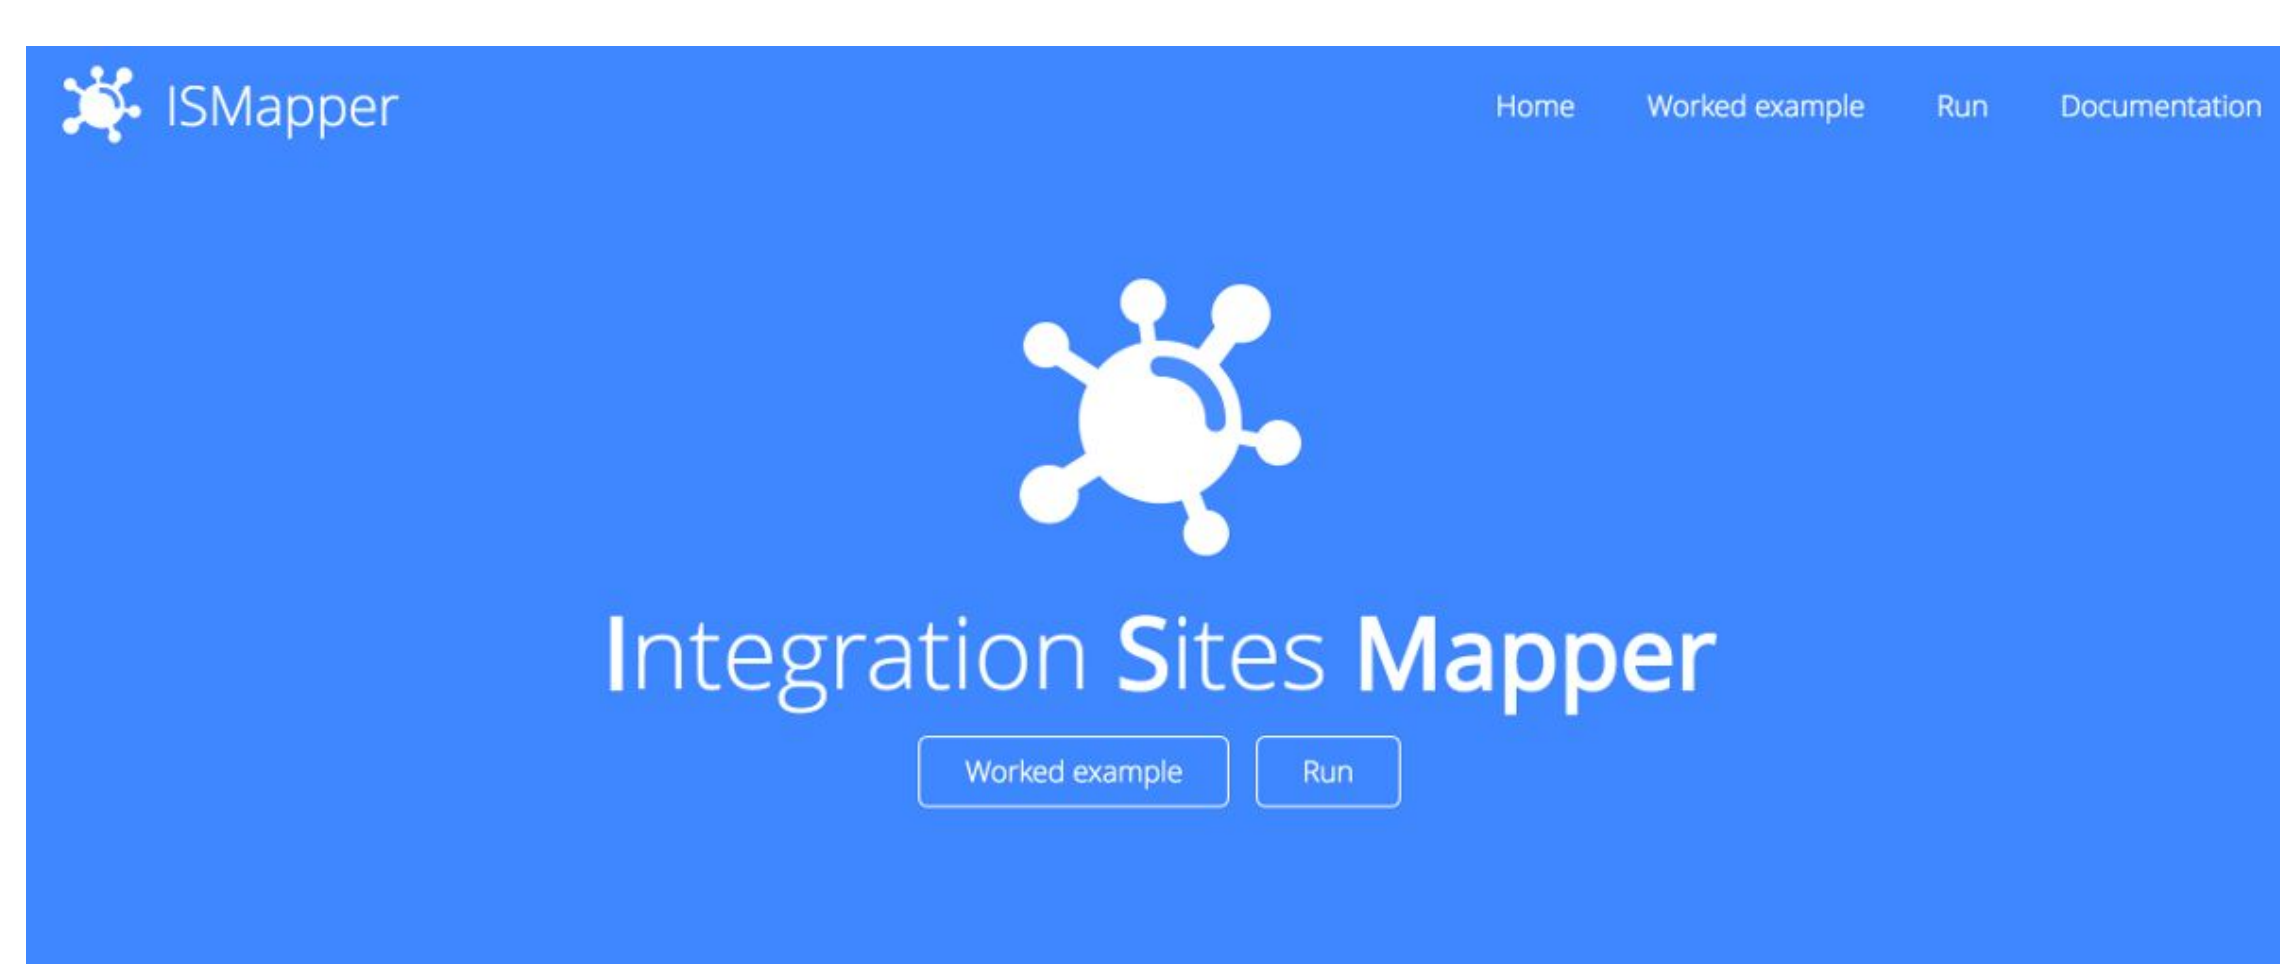 ISMapper
Home Worked example Run Documentation
Integration Sites Mapper
Worked example Run